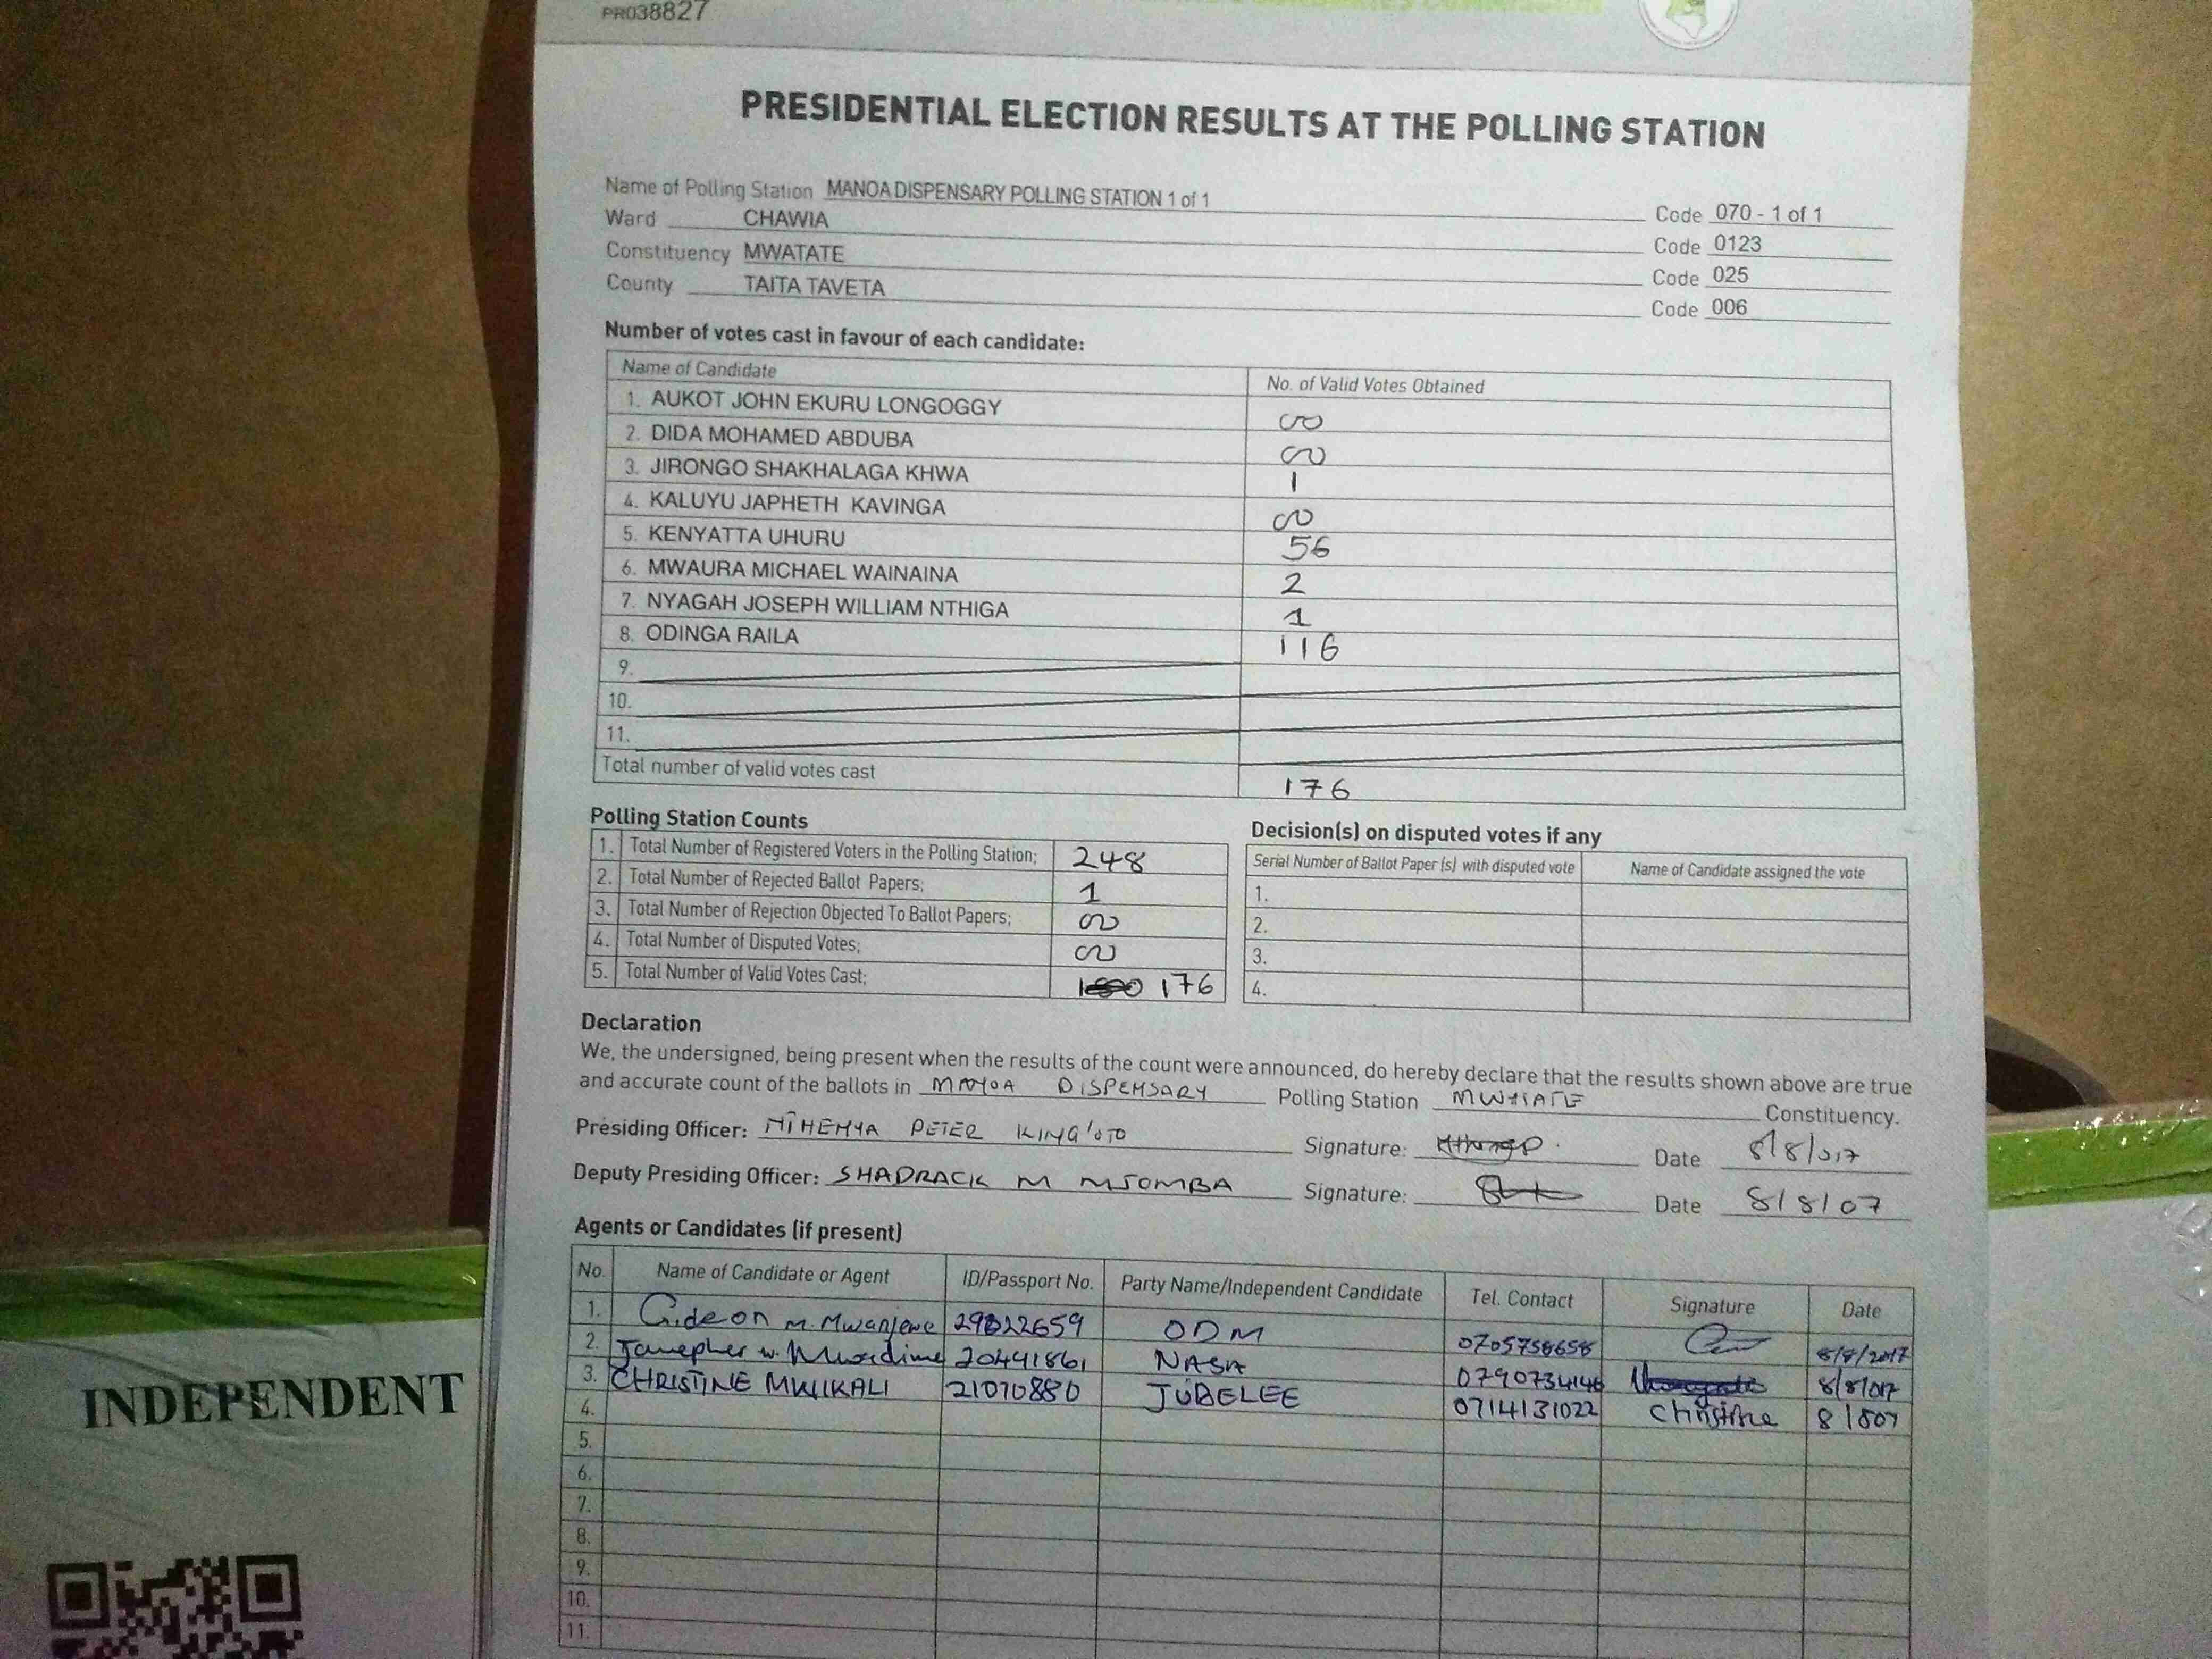 PR038827
PRESIDENTIAL ELECTION RESULTS AT THE POLLING STATION
Name of Polling Station MANOA DISPENSARY POLLING STATION 1 of 1 Code 070 - 1 of 1
Ward CHAWIA Code 0123
Constituency MWATATE Code 025
County TAITA TAVETA Code 006
Number of votes cast in favour of each candidate:
Name of Candidate No. of Valid Votes Obtained
1. AUKOT JOHN EKURU LONGOGGY 00
2. DIDA MOHAMED ABDUBA 00
3. JIRONGO SHAKHALAGA KHWA 1
4. KALUYU JAPHETH KAVINGA 00
5. KENYATTA UHURU 56
6. MWAURA MICHAEL WAINAINA 2
7. NYAGAH JOSEPH WILLIAM NTHIGA 1
8. ODINGA RAILA 116
9.
10.
11.
Total number of valid votes cast 176
Polling Station Counts
1. Total Number of Registered Voters in the Polling Station; 248
2. Total Number of Rejected Ballot Papers; 1
3. Total Number of Rejection Objected To Ballot Papers; 00
4. Total Number of Disputed Votes; 00
5. Total Number of Valid Votes Cast; 176
Decision(s) on disputed votes if any
Serial Number of Ballot Paper (s) with disputed vote Name of Candidate assigned the vote
1.
2.
3.
4.
Declaration
We, the undersigned, being present when the results of the count were announced, do hereby declare that the results shown above are true
and accurate count of the ballots in MANOA DISPENSARY Polling Station MWATATE Constituency.
Presiding Officer: PETER KING'OTO Signature: Date 8/8/017
Deputy Presiding Officer: SHADRACK M MJOMBA Signature: Date 8/8/07
Agents or Candidates (if present)
No. Name of Candidate or Agent ID/Passport No. Party Name/Independent Candidate Tel. Contact Signature Date
1. Gideon M. ODM 0705758658 8/8/2017
2. W. 20441861 NASA 0790734146 8/8/017
3. CHRISTINE MKIKALI 21070880 JUBELEE 0714131022 Christine 8/807
4.
5.
6.
7.
8.
9.
10.
11.
INDEPENDENT